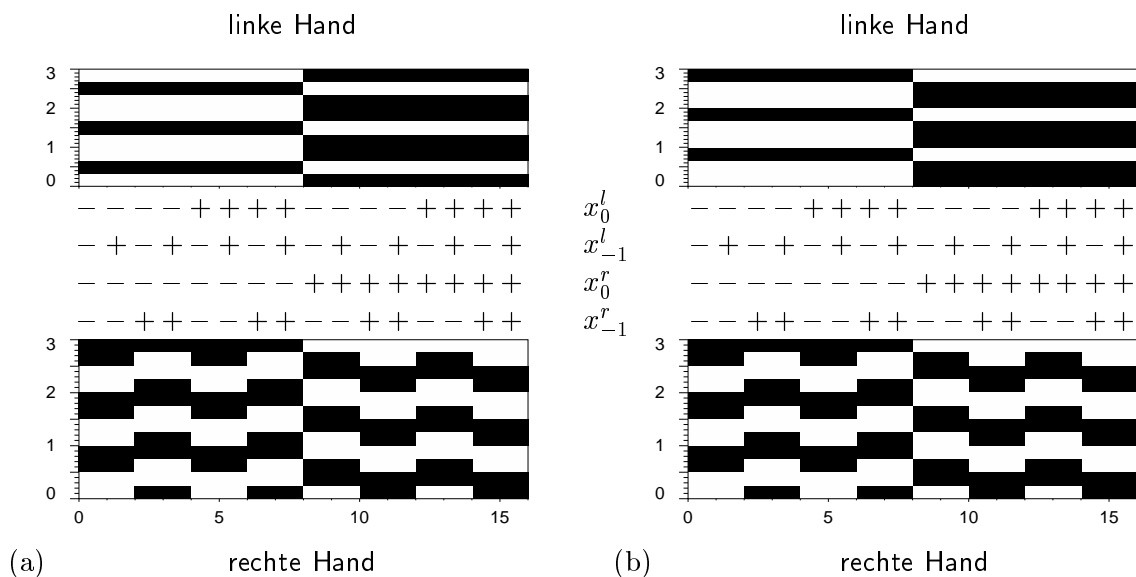 linke Hand linke Hand
3 3
2 2
1 1
0 0
− − − − + + + + − − − − + + + + x_0^l − − − − + + + + − − − − + + + +
− + − + − + − + − + − + − + − + x_{−1}^l − + − + − + − + − + − + − + − +
− − − − − − − − + + + + + + + + x_0^r − − − − − − − − + + + + + + + +
− − + + − − + + − − + + − − + + x_{−1}^r − − + + − − + + − − + + − − + +
3 3
2 2
1 1
0 0
0 5 10 15 0 5 10 15
(a) rechte Hand (b) rechte Hand